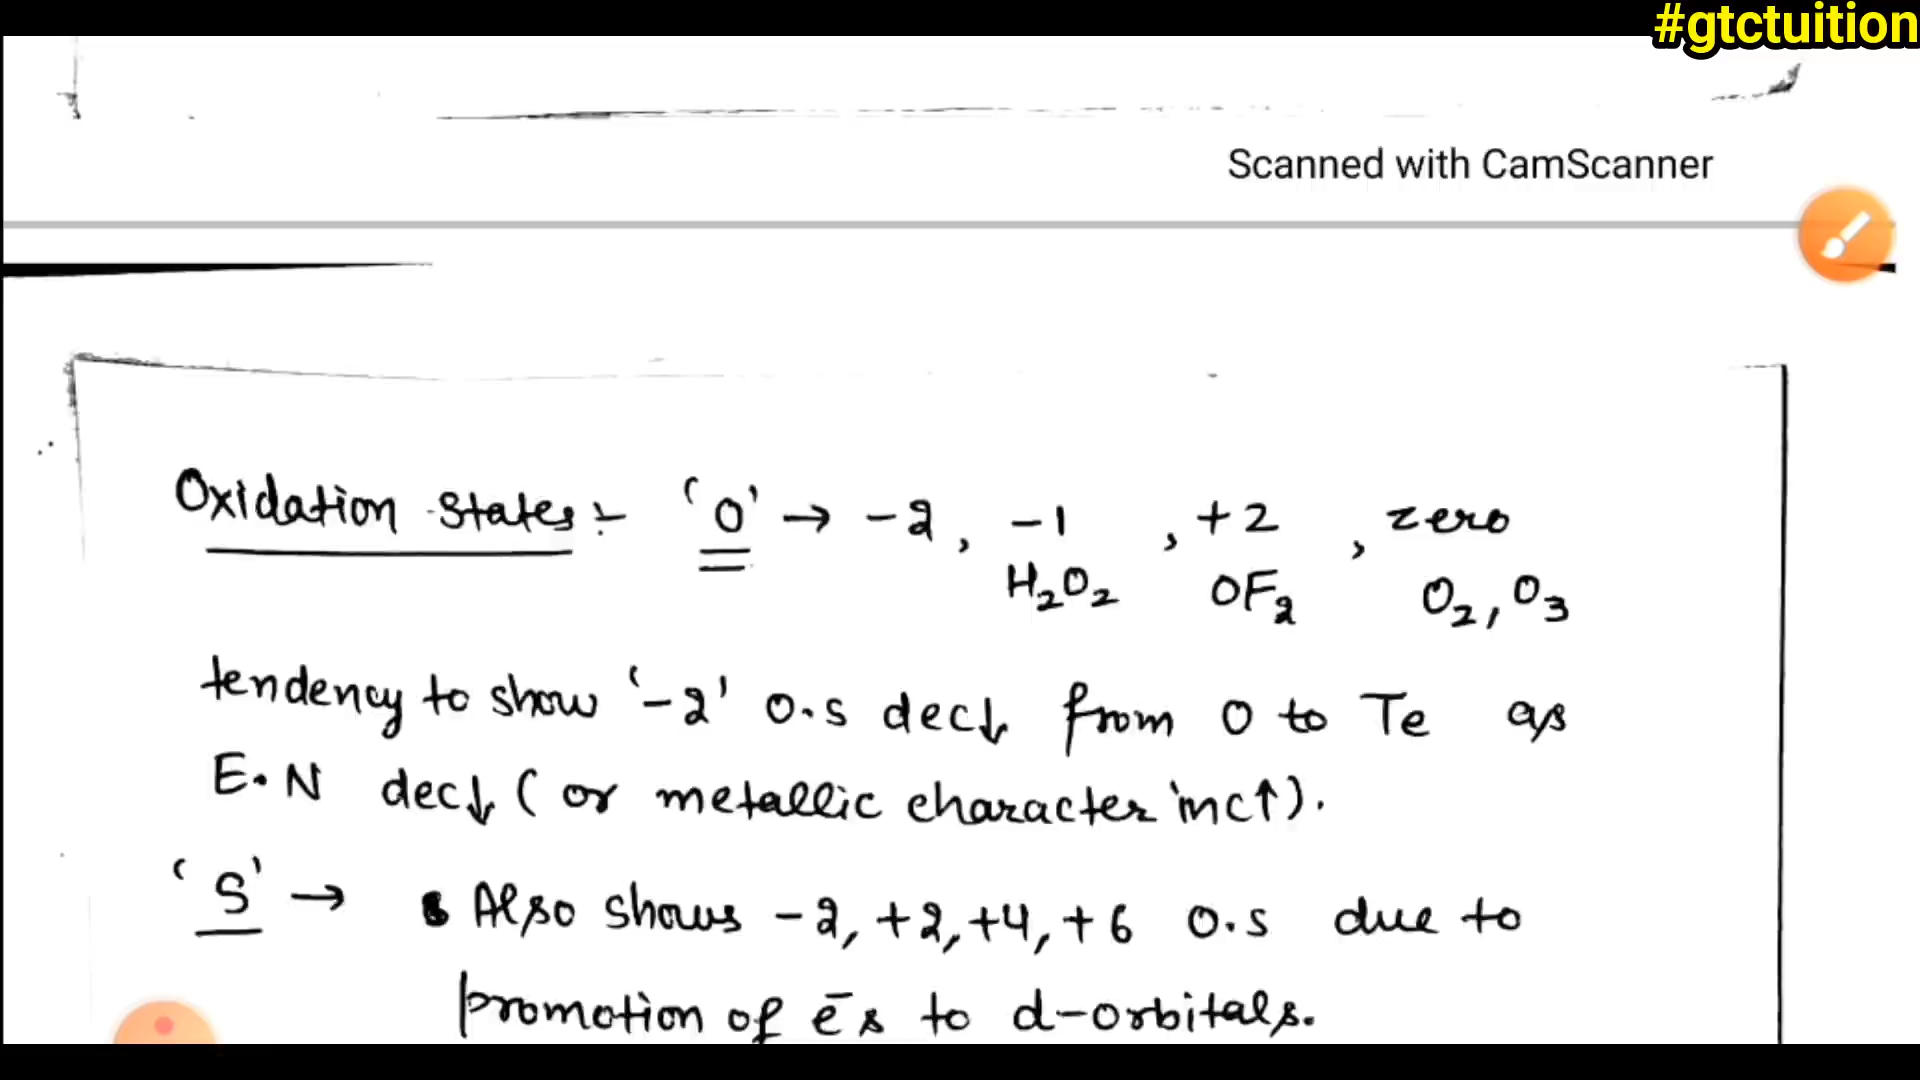 #gtctuition
Scanned with CamScanner
Oxidation States :- 'O' → -2, -1, +2, zero
H₂O₂ OF₂ O₂, O₃
tendency to show '-2' O.S dec↓ from O to Te as
E.N dec↓ (or metallic character inc↑).
'S' → Also shows -2, +2, +4, +6 O.S due to
promotion of ēs to d-orbitals.